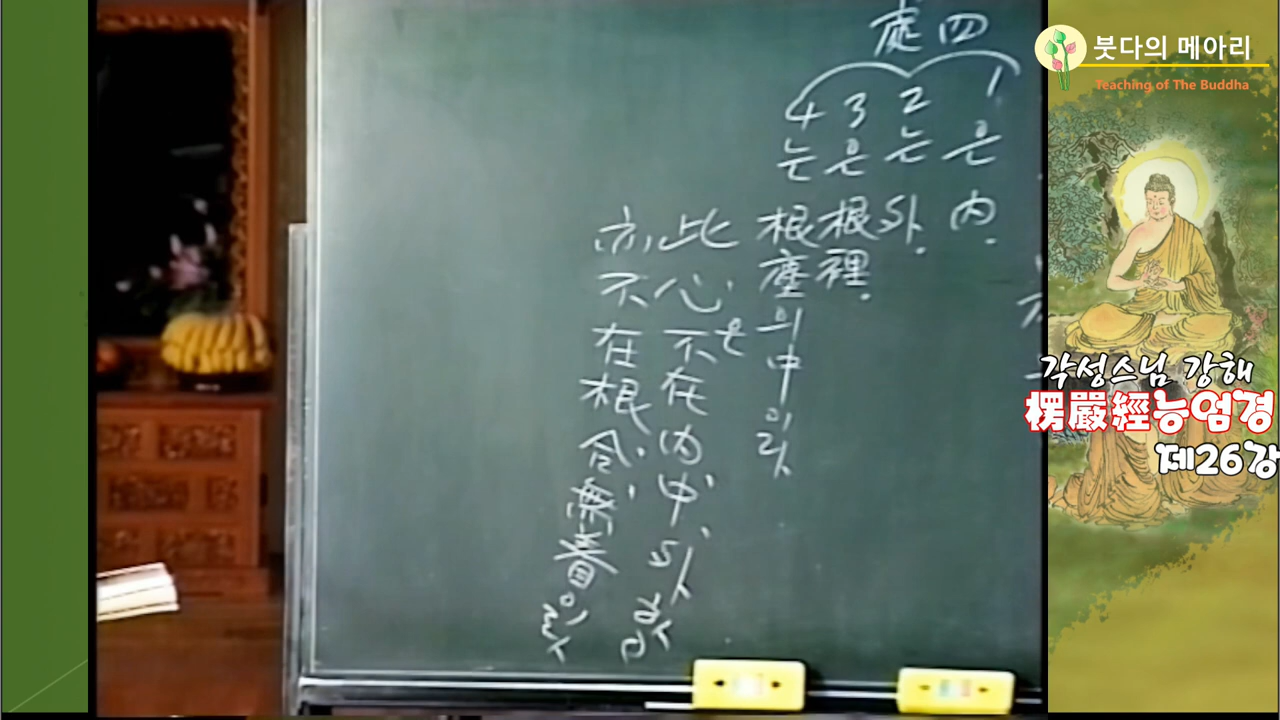 四處
1은 內.
2는 外.
3은 根裡.
4는 根塵의 中이라
此心은 不在內, 中, 外
亦不在根, 合, 無着이라
붓다의 메아리
Teaching of The Buddha
각성스님 강해
楞嚴經능엄경
제26강